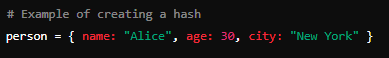 # Example of creating a hash
person = { name: "Alice", age: 30, city: "New York" }